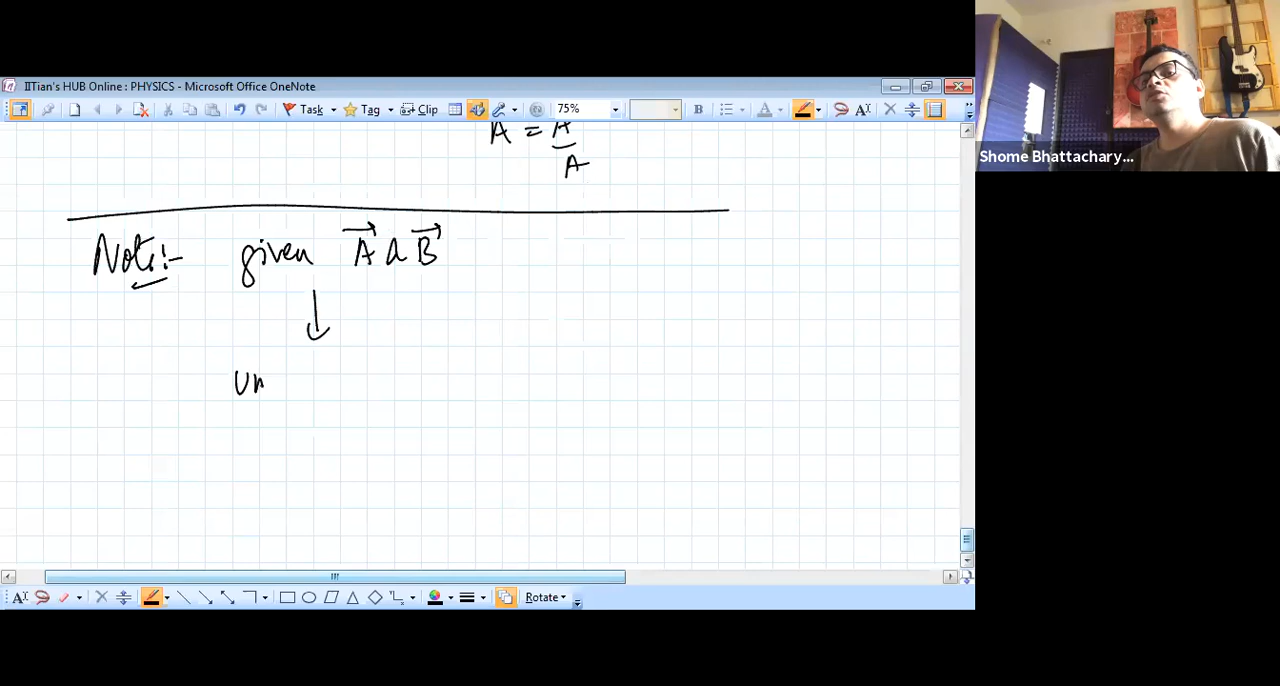 IITian's HUB Online : PHYSICS - Microsoft Office OneNote
Task Tag Clip 75% B A
A = A
A
Shome Bhattachary...
Note:- given A & B
un
Rotate